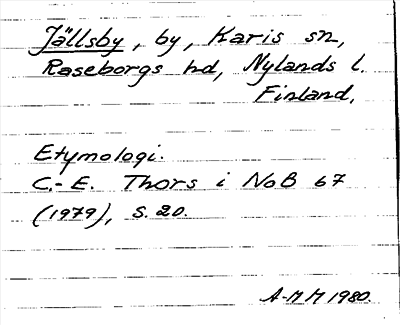 Jällsby, by, Karis sn,
Raseborgs hd, Nylands l.
Finland.
Etymologi.
C.-E. Thors i NoB 67
(1979), s. 20.
A-M M 1980.